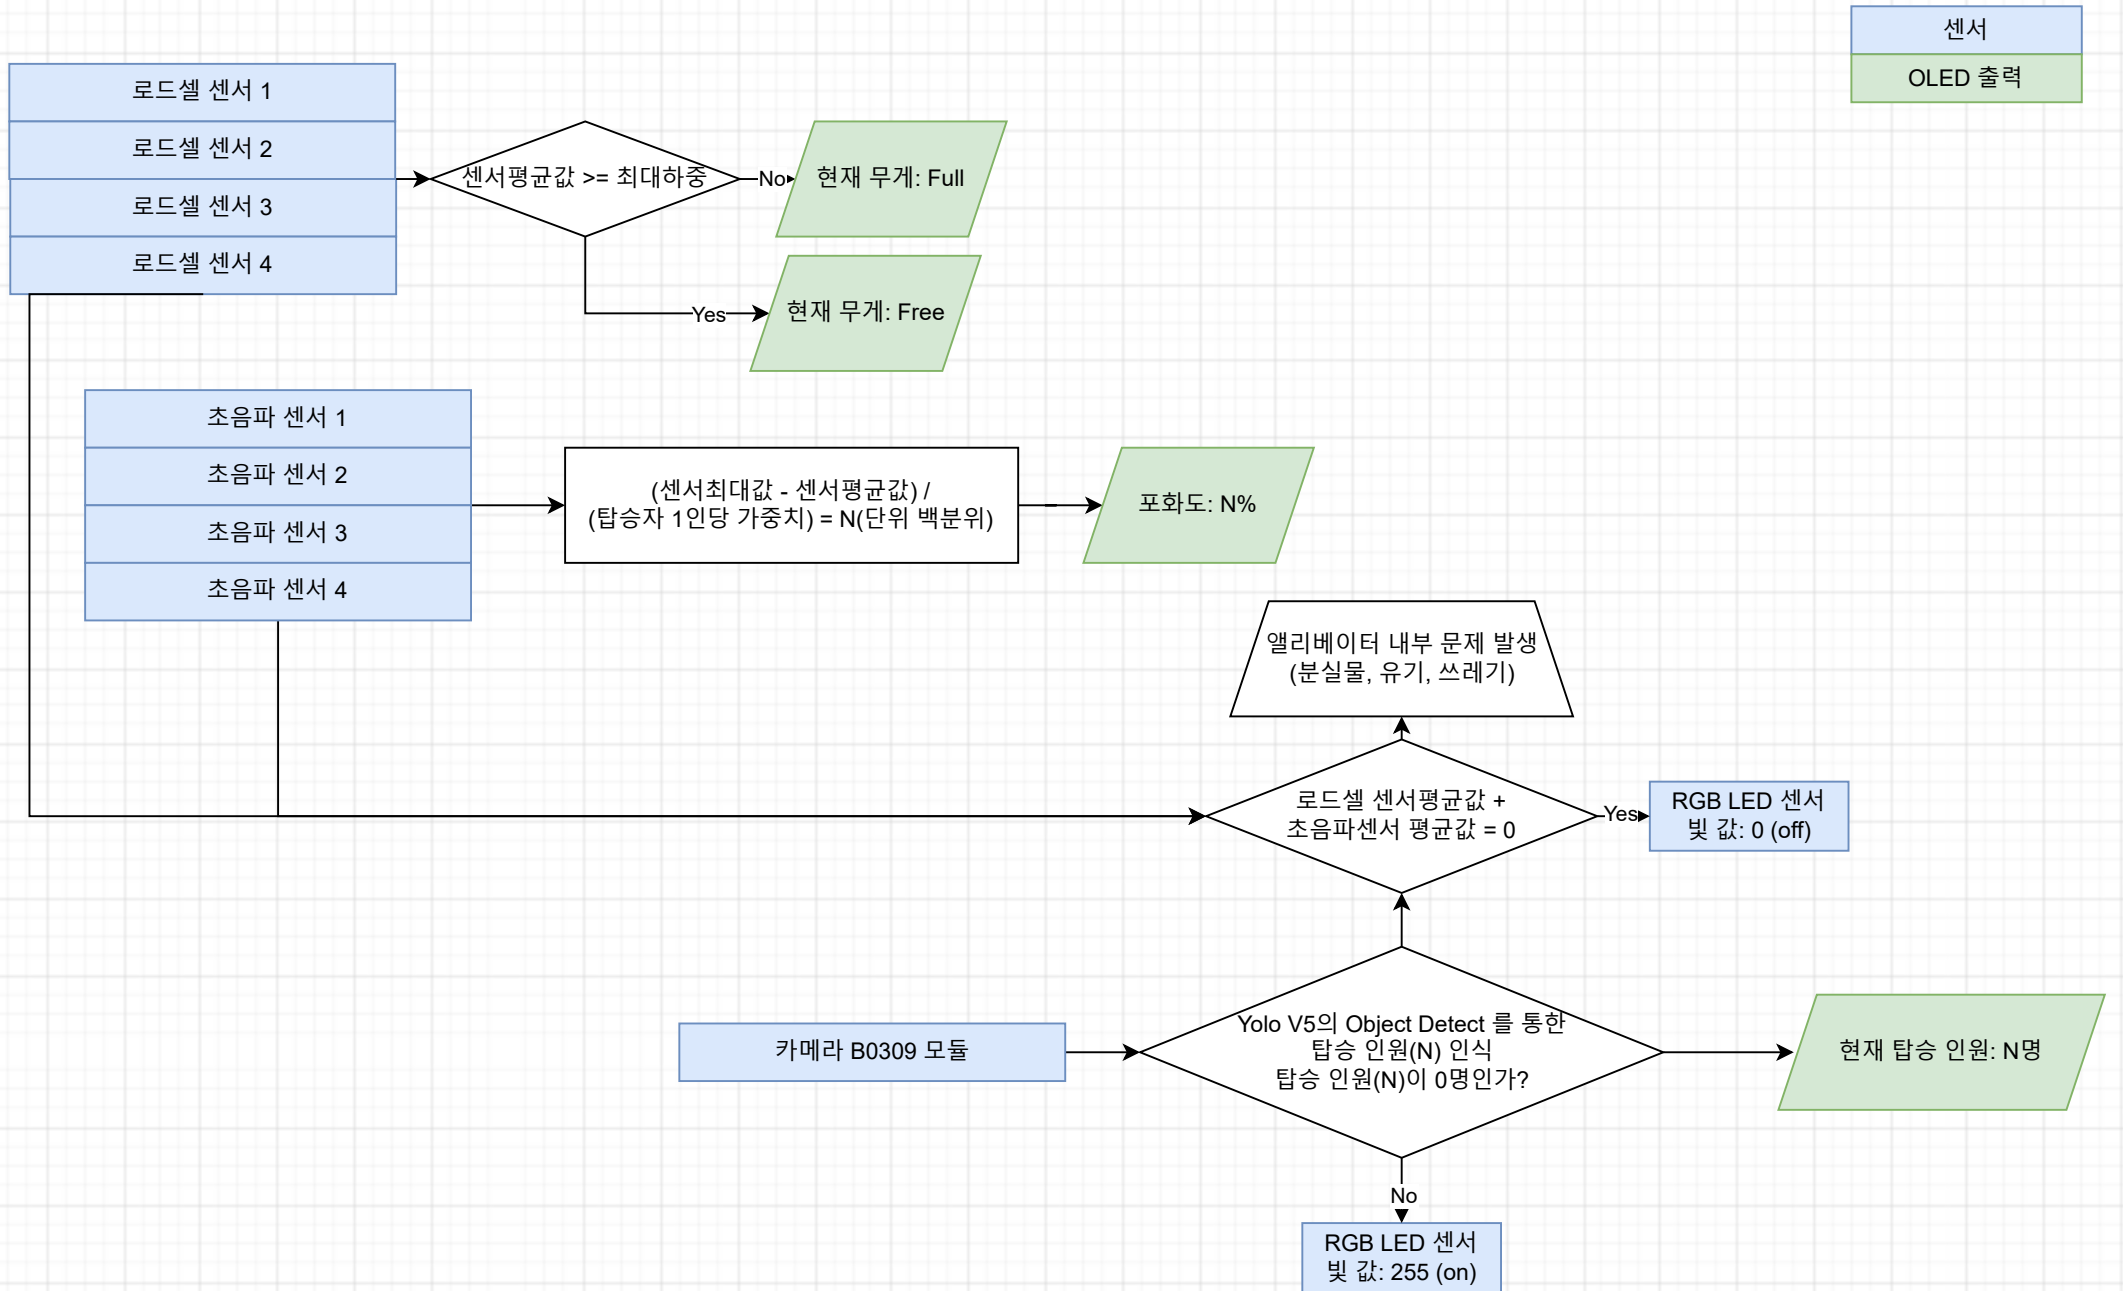 센서
OLED 출력
로드셀 센서 1
로드셀 센서 2
로드셀 센서 3
로드셀 센서 4
센서평균값 >= 최대하중
No
현재 무게: Full
Yes
현재 무게: Free
초음파 센서 1
초음파 센서 2
초음파 센서 3
초음파 센서 4
(센서최대값 - 센서평균값) /
(탑승자 1인당 가중치) = N(단위 백분위)
포화도: N%
앨리베이터 내부 문제 발생
(분실물, 유기, 쓰레기)
로드셀 센서평균값 +
초음파센서 평균값 = 0
Yes
RGB LED 센서
빛 값: 0 (off)
카메라 B0309 모듈
Yolo V5의 Object Detect 를 통한
탑승 인원(N) 인식
탑승 인원(N)이 0명인가?
현재 탑승 인원: N명
No
RGB LED 센서
빛 값: 255 (on)